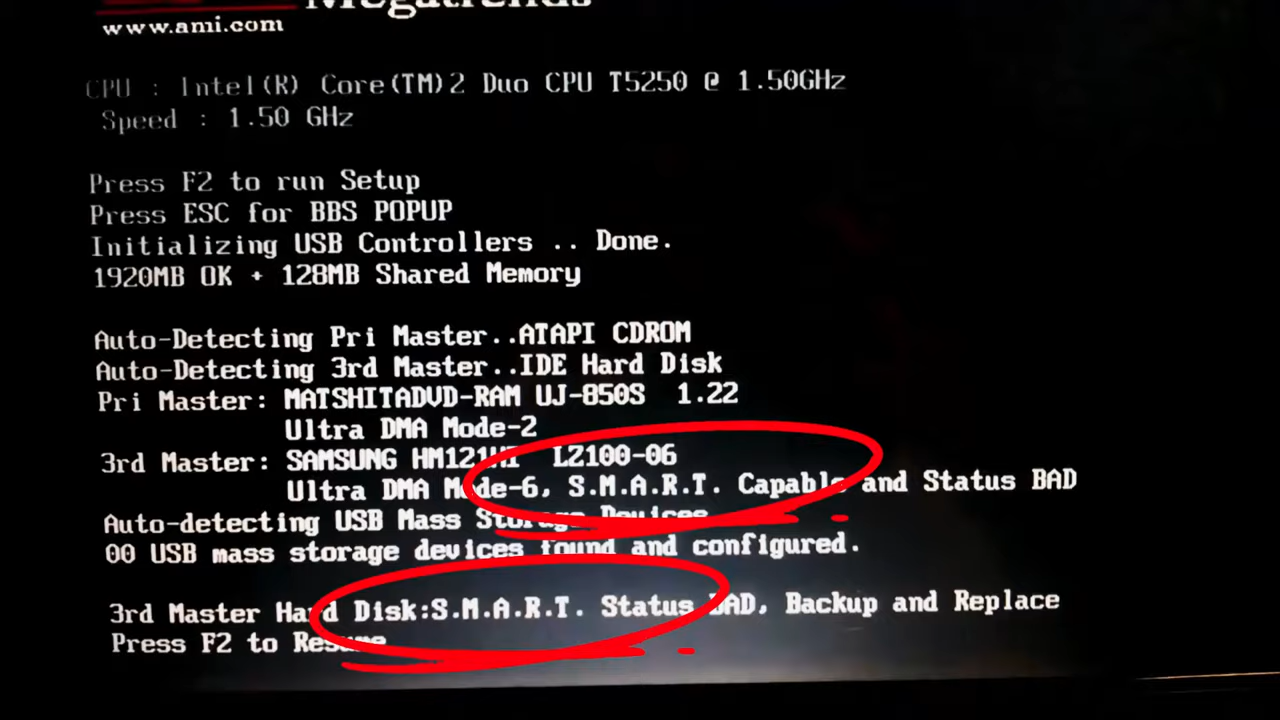 Megatrends
www.ami.com
CPU : Intel(R) Core(TM)2 Duo CPU T5250 @ 1.50GHz
Speed : 1.50 GHz
Press F2 to run Setup
Press ESC for BBS POPUP
Initializing USB Controllers .. Done.
1920MB OK + 128MB Shared Memory
Auto-Detecting Pri Master..ATAPI CDROM
Auto-Detecting 3rd Master..IDE Hard Disk
Pri Master: MATSHITADVD-RAM UJ-850S 1.22
Ultra DMA Mode-2
3rd Master: SAMSUNG HM121HI LZ100-06
Ultra DMA Mode-6, S.M.A.R.T. Capable and Status BAD
Auto-detecting USB Mass Storage Devices
00 USB mass storage devices found and configured.
3rd Master Hard Disk:S.M.A.R.T. Status BAD, Backup and Replace
Press F2 to Resume